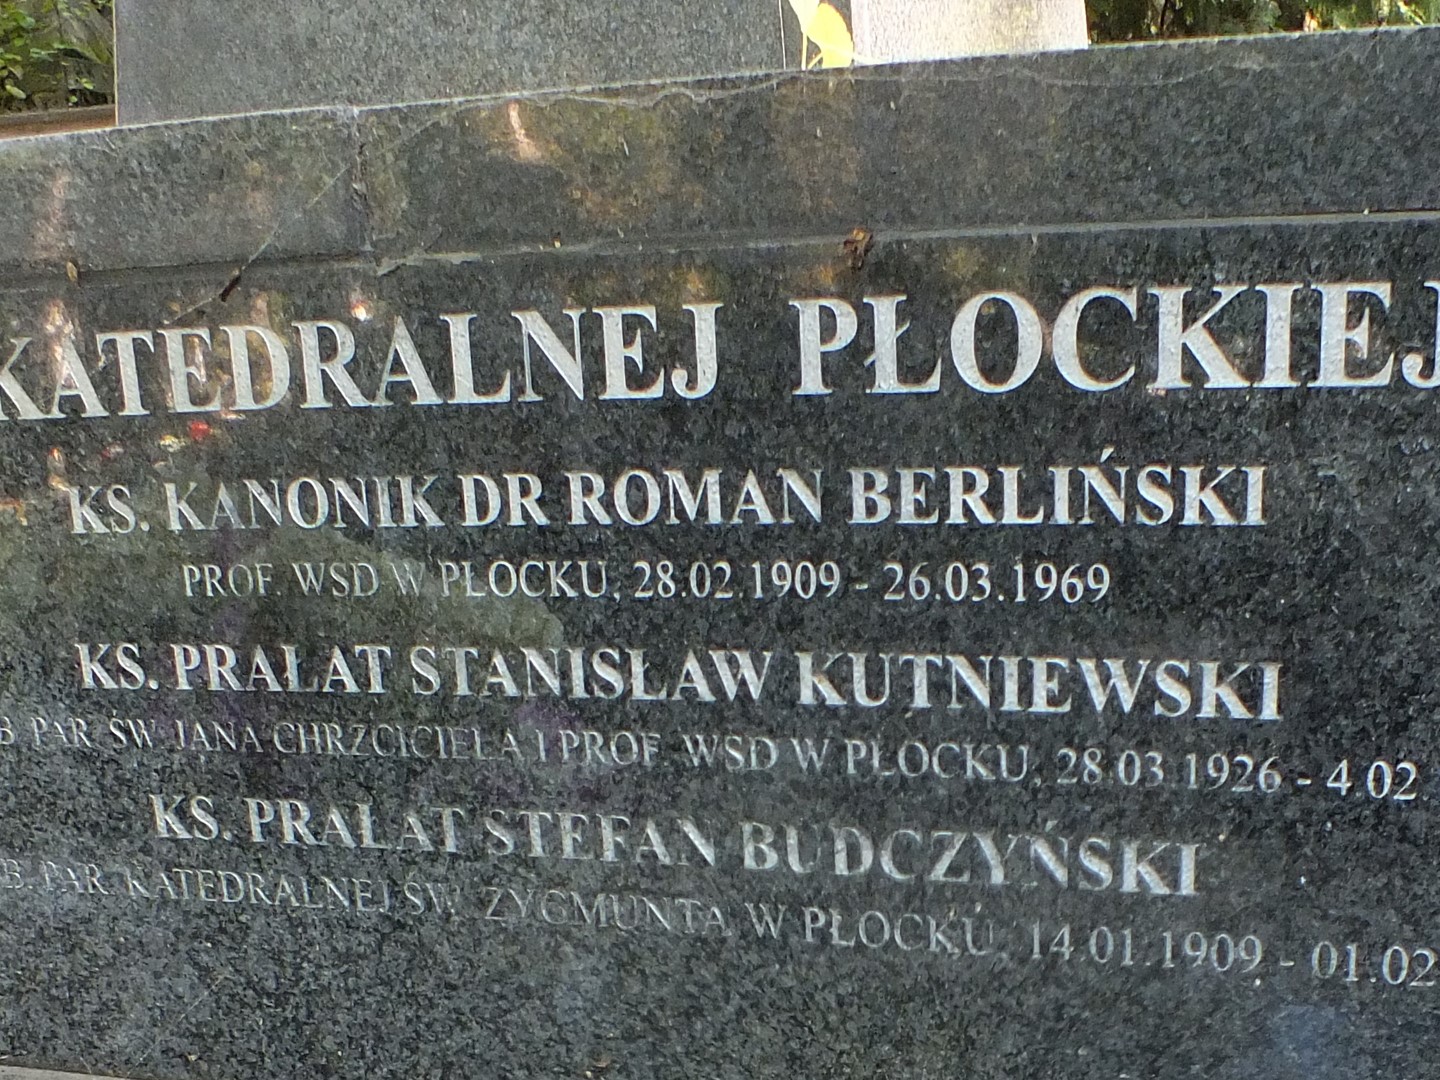 KATEDRALNEJ PŁOCKIEJ
KS. KANONIK DR ROMAN BERLIŃSKI
PROF. WSD W PŁOCKU, 28.02.1909 - 26.03.1969
KS. PRAŁAT STANISŁAW KUTNIEWSKI
B. PAR. ŚW. JANA CHRZCICIELA I PROF. WSD W PŁOCKU, 28.03.1926 - 4.02.
KS. PRAŁAT STEFAN BUDCZYŃSKI
B. PAR. KATEDRALNEJ ŚW. ZYGMUNTA W PŁOCKU, 14.01.1909 - 01.02